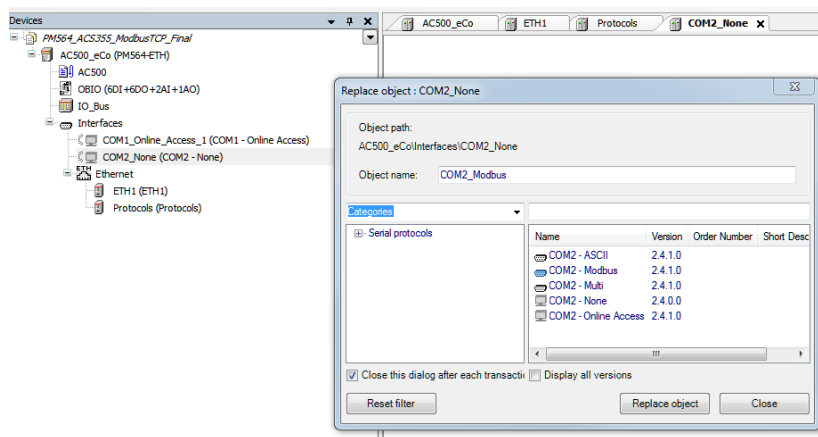 Devices
PM564_ACS355_ModbusTCP_Final
AC500_eCo (PM564-ETH)
AC500
OBIO (6DI+6DO+2AI+1AO)
IO_Bus
Interfaces
COM1_Online_Access_1 (COM1 - Online Access)
COM2_None (COM2 - None)
Ethernet
ETH1 (ETH1)
Protocols (Protocols)
AC500_eCo ETH1 Protocols COM2_None X
Replace object : COM2_None
Object path:
AC500_eCo\Interfaces\COM2_None
Object name: COM2_Modbus
Categories
Serial protocols
Name Version Order Number Short Desc
COM2 - ASCII 2.4.1.0
COM2 - Modbus 2.4.1.0
COM2 - Multi 2.4.1.0
COM2 - None 2.4.0.0
COM2 - Online Access 2.4.1.0
Close this dialog after each transactic Display all versions
Reset filter Replace object Close